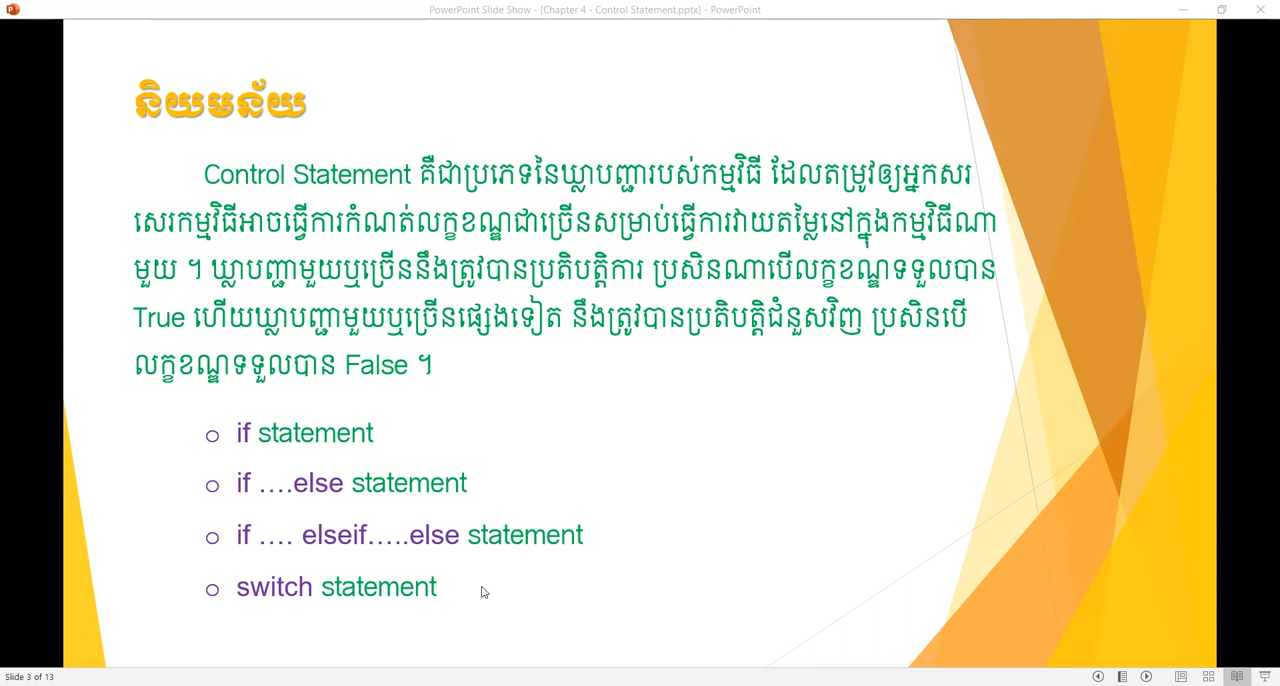 PowerPoint Slide Show - [Chapter 4 - Control Statement.pptx] - PowerPoint
និយមន័យ
Control Statement គឺជាប្រភេទនៃឃ្លាបញ្ជារបស់កម្មវិធី ដែលតម្រូវឲ្យអ្នកសរ
សេរកម្មវិធីអាចធ្វើការកំណត់លក្ខខណ្ឌជាច្រើនសម្រាប់ធ្វើការវាយតម្លៃនៅក្នុងកម្មវិធីណា
មួយ ។ ឃ្លាបញ្ជាមួយឬច្រើននឹងត្រូវបានប្រតិបត្តិការ ប្រសិនណាបើលក្ខខណ្ឌទទួលបាន
True ហើយឃ្លាបញ្ជាមួយឬច្រើនផ្សេងទៀត នឹងត្រូវបានប្រតិបត្តិជំនួសវិញ ប្រសិនបើ
លក្ខខណ្ឌទទួលបាន False ។
o if statement
o if ….else statement
o if …. elseif…..else statement
o switch statement
Slide 3 of 13